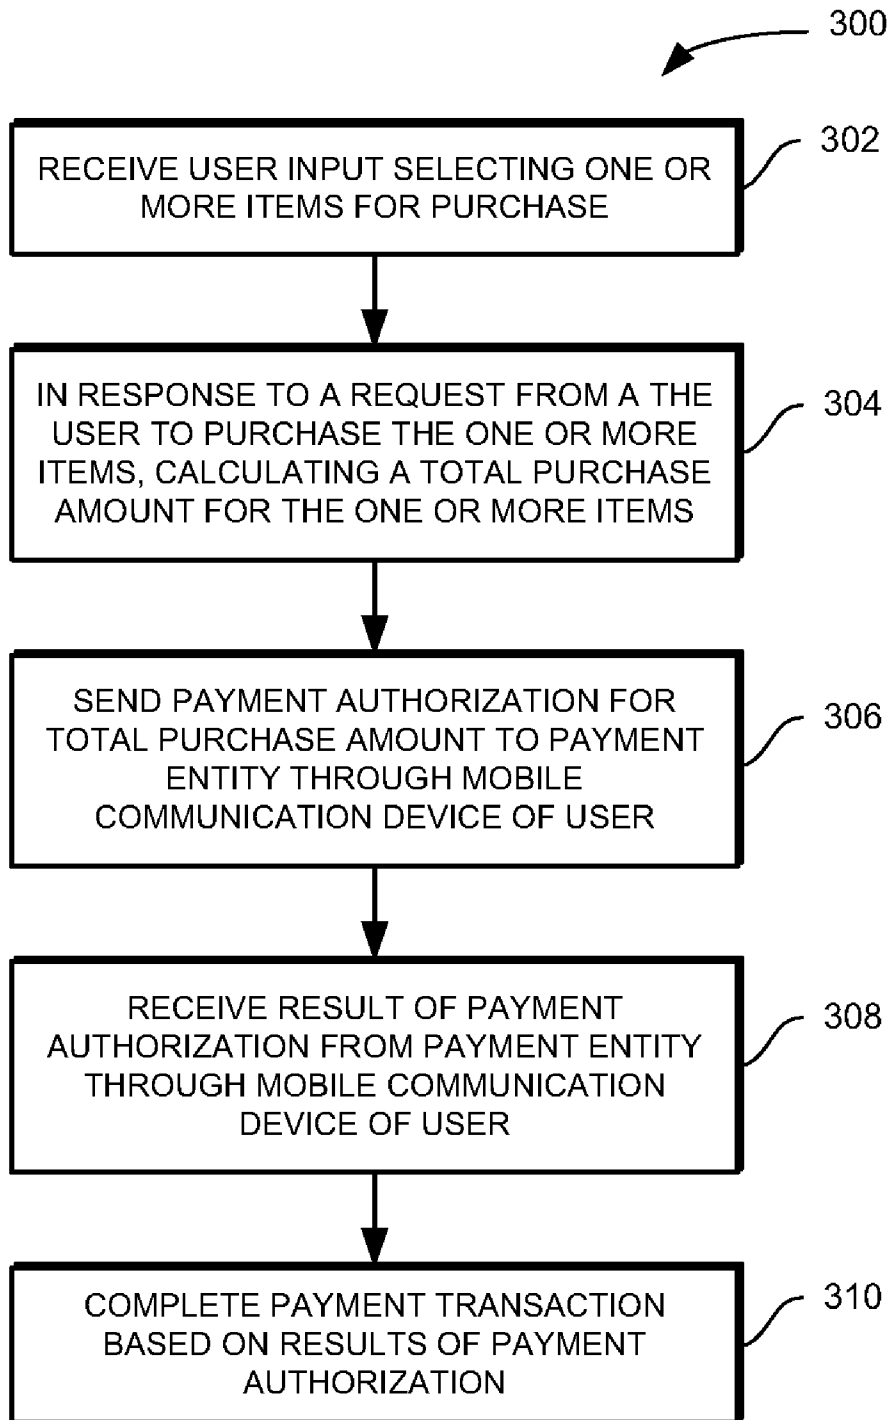 300
302
RECEIVE USER INPUT SELECTING ONE OR
MORE ITEMS FOR PURCHASE
304
IN RESPONSE TO A REQUEST FROM A THE
USER TO PURCHASE THE ONE OR MORE
ITEMS, CALCULATING A TOTAL PURCHASE
AMOUNT FOR THE ONE OR MORE ITEMS
306
SEND PAYMENT AUTHORIZATION FOR
TOTAL PURCHASE AMOUNT TO PAYMENT
ENTITY THROUGH MOBILE
COMMUNICATION DEVICE OF USER
308
RECEIVE RESULT OF PAYMENT
AUTHORIZATION FROM PAYMENT ENTITY
THROUGH MOBILE COMMUNICATION
DEVICE OF USER
310
COMPLETE PAYMENT TRANSACTION
BASED ON RESULTS OF PAYMENT
AUTHORIZATION